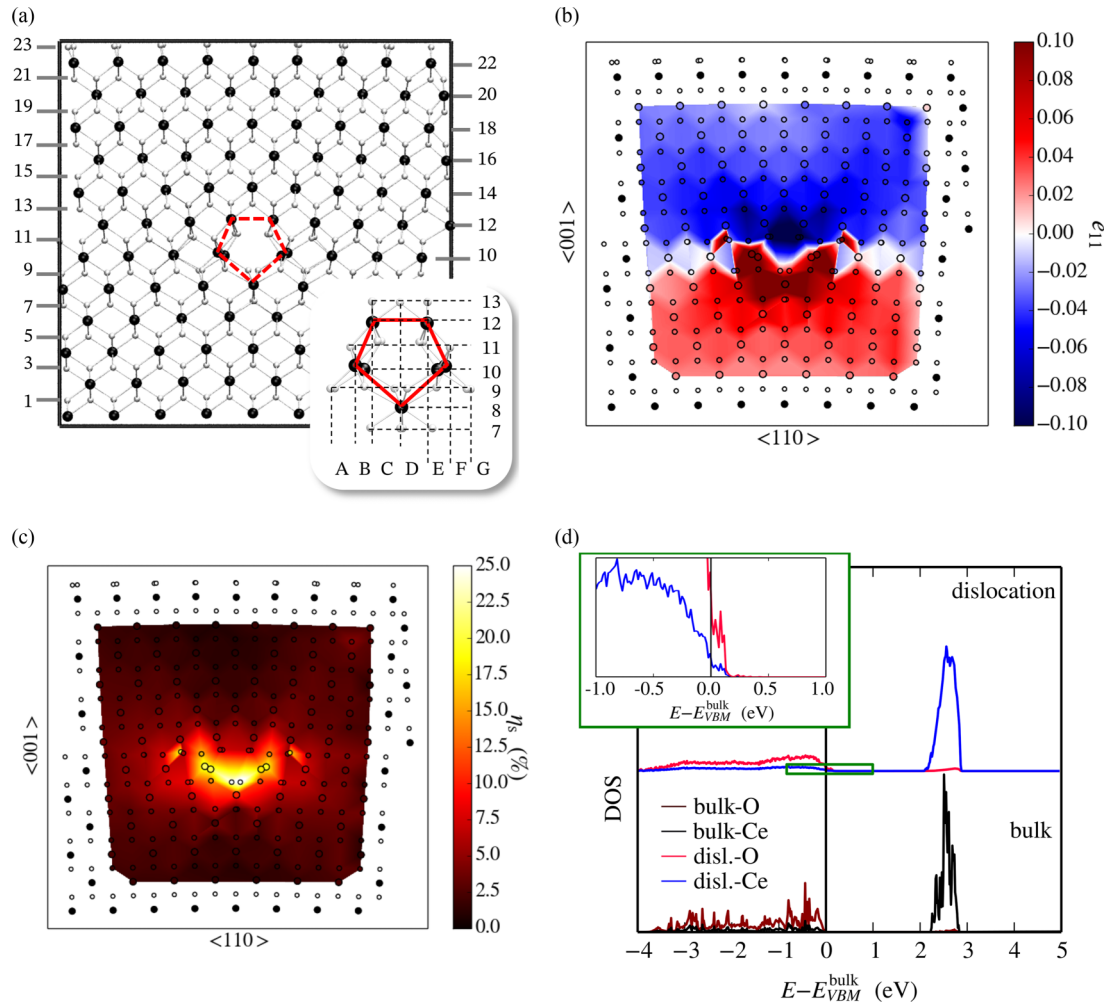 (a)
23
21
19
17
15
13
11
9
7
5
3
1
22
20
18
16
14
12
10
13
12
11
10
9
8
7
A B C D E F G
(b)
<001>
<110>
0.10
0.08
0.06
0.04
0.02
0.00
−0.02
−0.04
−0.06
−0.08
−0.10
e11
(c)
<001>
<110>
25.0
22.5
20.0
17.5
15.0
12.5
10.0
7.5
5.0
2.5
0.0
ηs (%)
(d)
-1.0 -0.5 0.0 0.5 1.0
E−E_VBM^bulk (eV)
dislocation
DOS
bulk-O
bulk-Ce
disl.-O
disl.-Ce
bulk
−4 −3 −2 −1 0 1 2 3 4 5
E−E_VBM^bulk (eV)